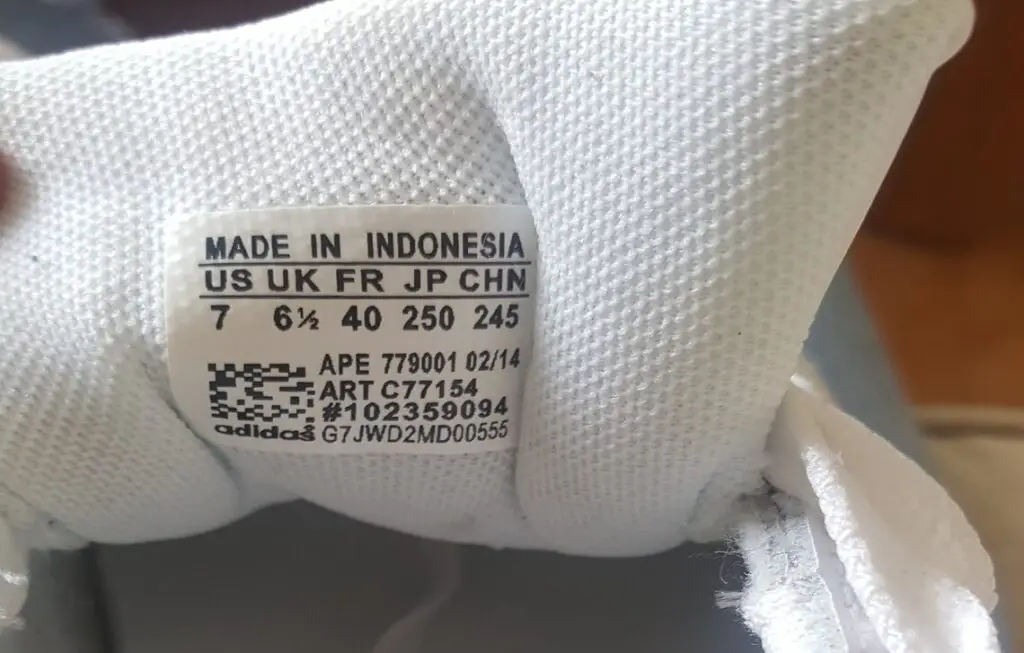 MADE IN INDONESIA
US UK FR JP CHN
7 6½ 40 250 245
APE 779001 02/14
ART C77154
#102359094
adidas G7JWD2MD00555